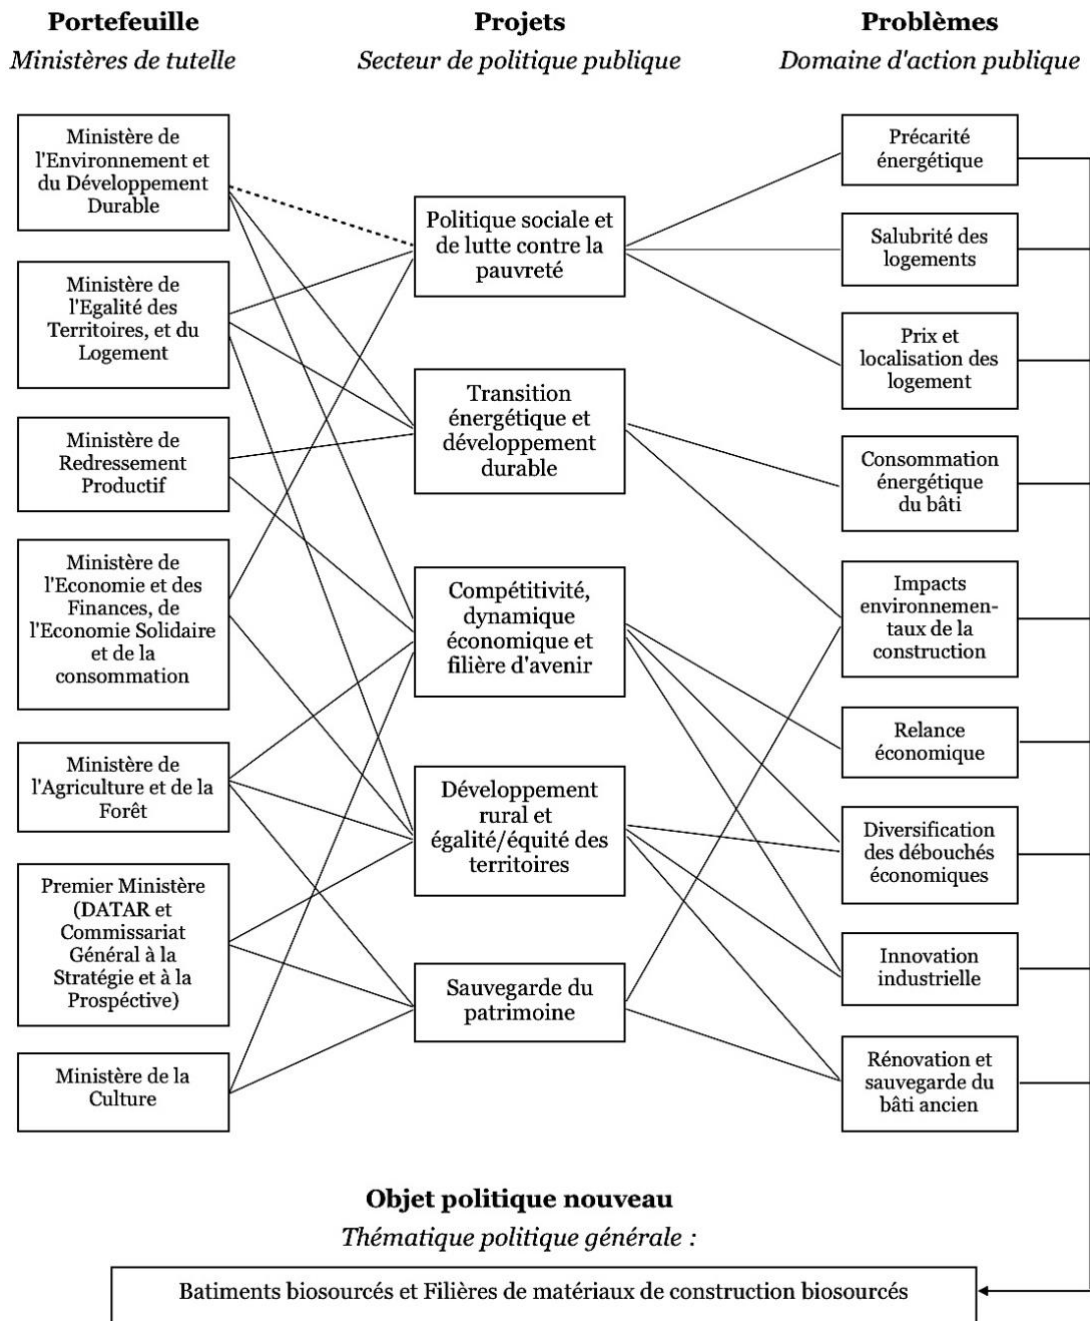 Portefeuille
Ministères de tutelle
Projets
Secteur de politique publique
Problèmes
Domaine d'action publique
Ministère de
l'Environnement et
du Développement
Durable
Ministère de
l'Egalité des
Territoires, et du
Logement
Ministère de
Redressement
Productif
Ministère de
l'Economie et des
Finances, de
l'Economie Solidaire
et de la
consommation
Ministère de
l'Agriculture et de la
Forêt
Premier Ministère
(DATAR et
Commissariat
Général à la
Stratégie et à la
Prospéctive)
Ministère de la
Culture
Politique sociale et
de lutte contre la
pauvreté
Transition
énergétique et
développement
durable
Compétitivité,
dynamique
économique et
filière d'avenir
Développement
rural et
égalité/équité des
territoires
Sauvegarde du
patrimoine
Précarité
énergétique
Salubrité des
logements
Prix et
localisation des
logement
Consommation
énergétique
du bâti
Impacts
environnemen-
taux de la
construction
Relance
économique
Diversification
des débouchés
économiques
Innovation
industrielle
Rénovation et
sauvegarde du
bâti ancien
Objet politique nouveau
Thématique politique générale :
Batiments biosourcés et Filières de matériaux de construction biosourcés